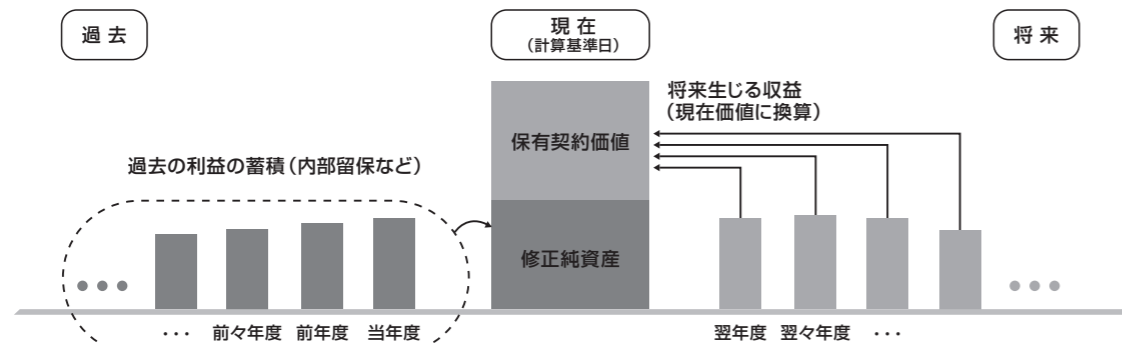 過去
現在
（計算基準日）
将来
将来生じる収益
（現在価値に換算）
保有契約価値
過去の利益の蓄積（内部留保など）
修正純資産
… 前々年度 前年度 当年度
翌年度 翌々年度 …